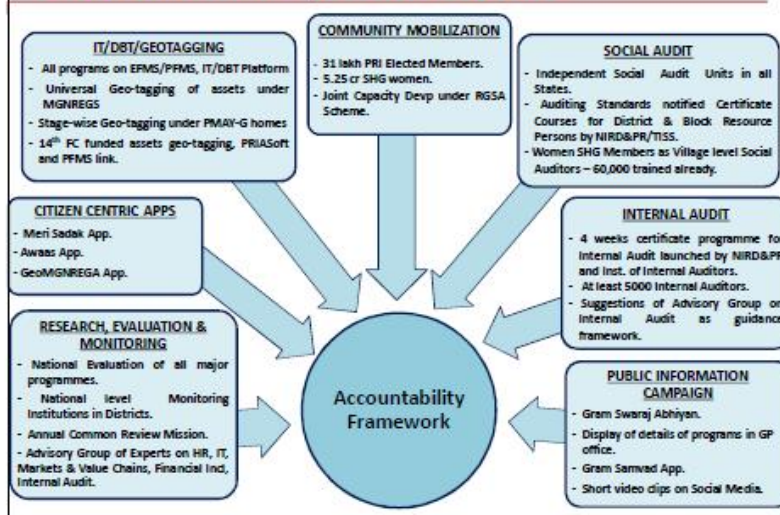 IT/DBT/GEOTAGGING
- All programs on EFMS/PFMS, IT/DBT Platform
- Universal Geo-tagging of assets under
MGNREGS
- Stage-wise Geo-tagging under PMAY-G homes
- 14th FC funded assets geo-tagging, PRIASoft
and PFMS link.
COMMUNITY MOBILIZATION
- 31 lakh PRI Elected Members.
- 5.25 cr SHG women.
- Joint Capacity Devp under RGSA
Scheme.
SOCIAL AUDIT
- Independent Social Audit Units in all
States.
- Auditing Standards notified Certificate
Courses for District & Block Resource
Persons by NIRD&PR/TISS.
- Women SHG Members as Village level Social
Auditors – 60,000 trained already.
CITIZEN CENTRIC APPS
- Meri Sadak App.
- Awaas App.
- GeoMGNREGA App.
INTERNAL AUDIT
- 4 weeks certificate programme for
Internal Audit launched by NIRD&PR
and Inst. of Internal Auditors.
- At least 5000 Internal Auditors.
- Suggestions of Advisory Group on
Internal Audit as guidance
framework.
RESEARCH, EVALUATION &
MONITORING
- National Evaluation of all major
programmes.
- National level Monitoring
Institutions in Districts.
- Annual Common Review Mission.
- Advisory Group of Experts on HR, IT,
Markets & Value Chains, Financial Incl,
Internal Audit.
Accountability
Framework
PUBLIC INFORMATION
CAMPAIGN
- Gram Swaraj Abhiyan.
- Display of details of programs in GP
office.
- Gram Samvad App.
- Short video clips on Social Media.